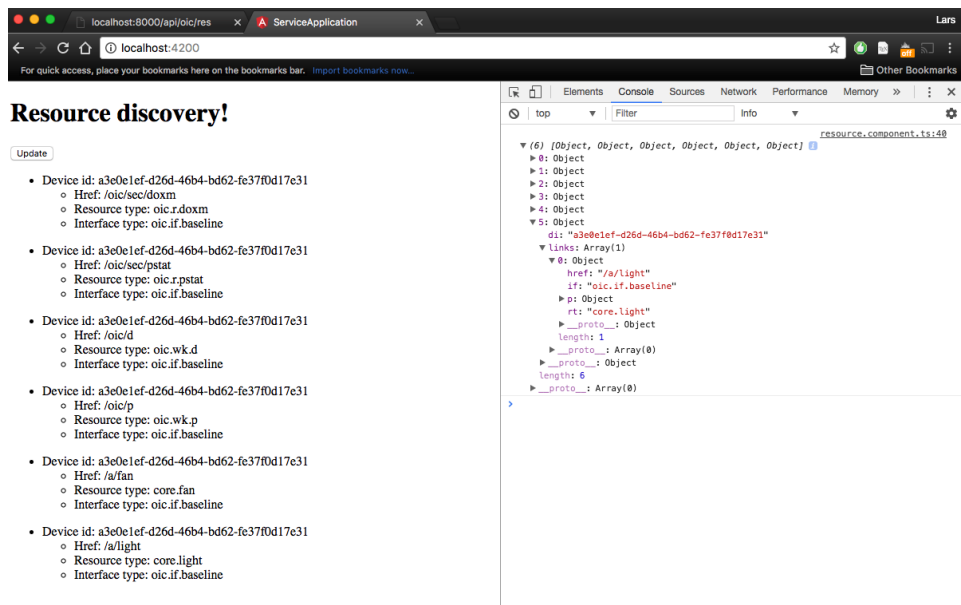 localhost:8000/api/oic/res
ServiceApplication
Lars
localhost:4200
For quick access, place your bookmarks here on the bookmarks bar. Import bookmarks now...
Other Bookmarks
Resource discovery!
Update
Device id: a3e0e1ef-d26d-46b4-bd62-fe37f0d17e31
Href: /oic/sec/doxm
Resource type: oic.r.doxm
Interface type: oic.if.baseline
Device id: a3e0e1ef-d26d-46b4-bd62-fe37f0d17e31
Href: /oic/sec/pstat
Resource type: oic.r.pstat
Interface type: oic.if.baseline
Device id: a3e0e1ef-d26d-46b4-bd62-fe37f0d17e31
Href: /oic/d
Resource type: oic.wk.d
Interface type: oic.if.baseline
Device id: a3e0e1ef-d26d-46b4-bd62-fe37f0d17e31
Href: /oic/p
Resource type: oic.wk.p
Interface type: oic.if.baseline
Device id: a3e0e1ef-d26d-46b4-bd62-fe37f0d17e31
Href: /a/fan
Resource type: core.fan
Interface type: oic.if.baseline
Device id: a3e0e1ef-d26d-46b4-bd62-fe37f0d17e31
Href: /a/light
Resource type: core.light
Interface type: oic.if.baseline
Elements Console Sources Network Performance Memory »
top Filter Info
resource.component.ts:40
(6) [Object, Object, Object, Object, Object, Object]
0: Object
1: Object
2: Object
3: Object
4: Object
5: Object
di: "a3e0e1ef-d26d-46b4-bd62-fe37f0d17e31"
links: Array(1)
0: Object
href: "/a/light"
if: "oic.if.baseline"
p: Object
rt: "core.light"
__proto__: Object
length: 1
__proto__: Array(0)
__proto__: Object
length: 6
__proto__: Array(0)